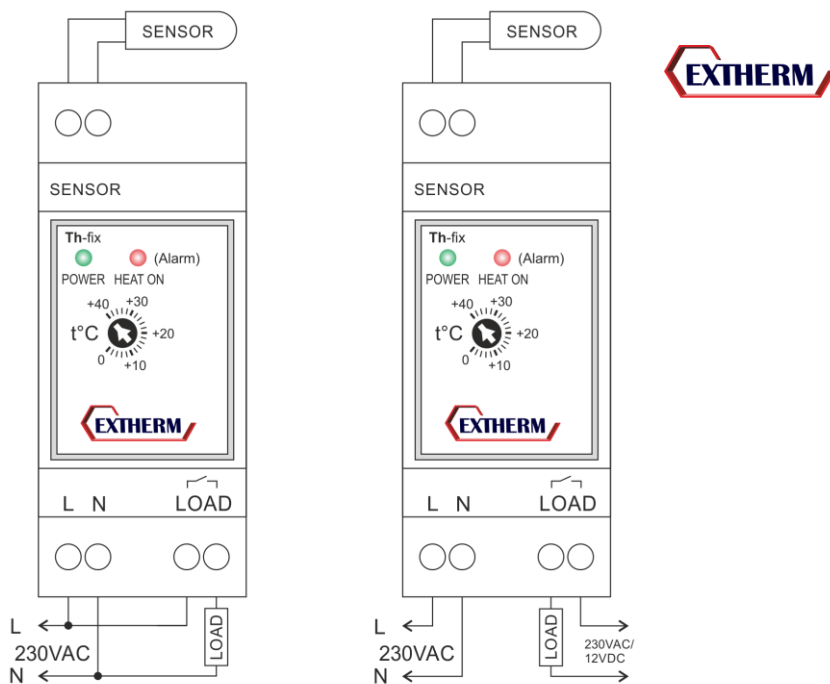 SENSOR
SENSOR
Th-fix
(Alarm)
POWER HEAT ON
+40 +30
t°C +20
0 +10
EXTHERM
L N LOAD
L
230VAC
N
LOAD
SENSOR
SENSOR
Th-fix
(Alarm)
POWER HEAT ON
+40 +30
t°C +20
0 +10
EXTHERM
L N LOAD
L
230VAC
N
LOAD
230VAC/
12VDC
EXTHERM